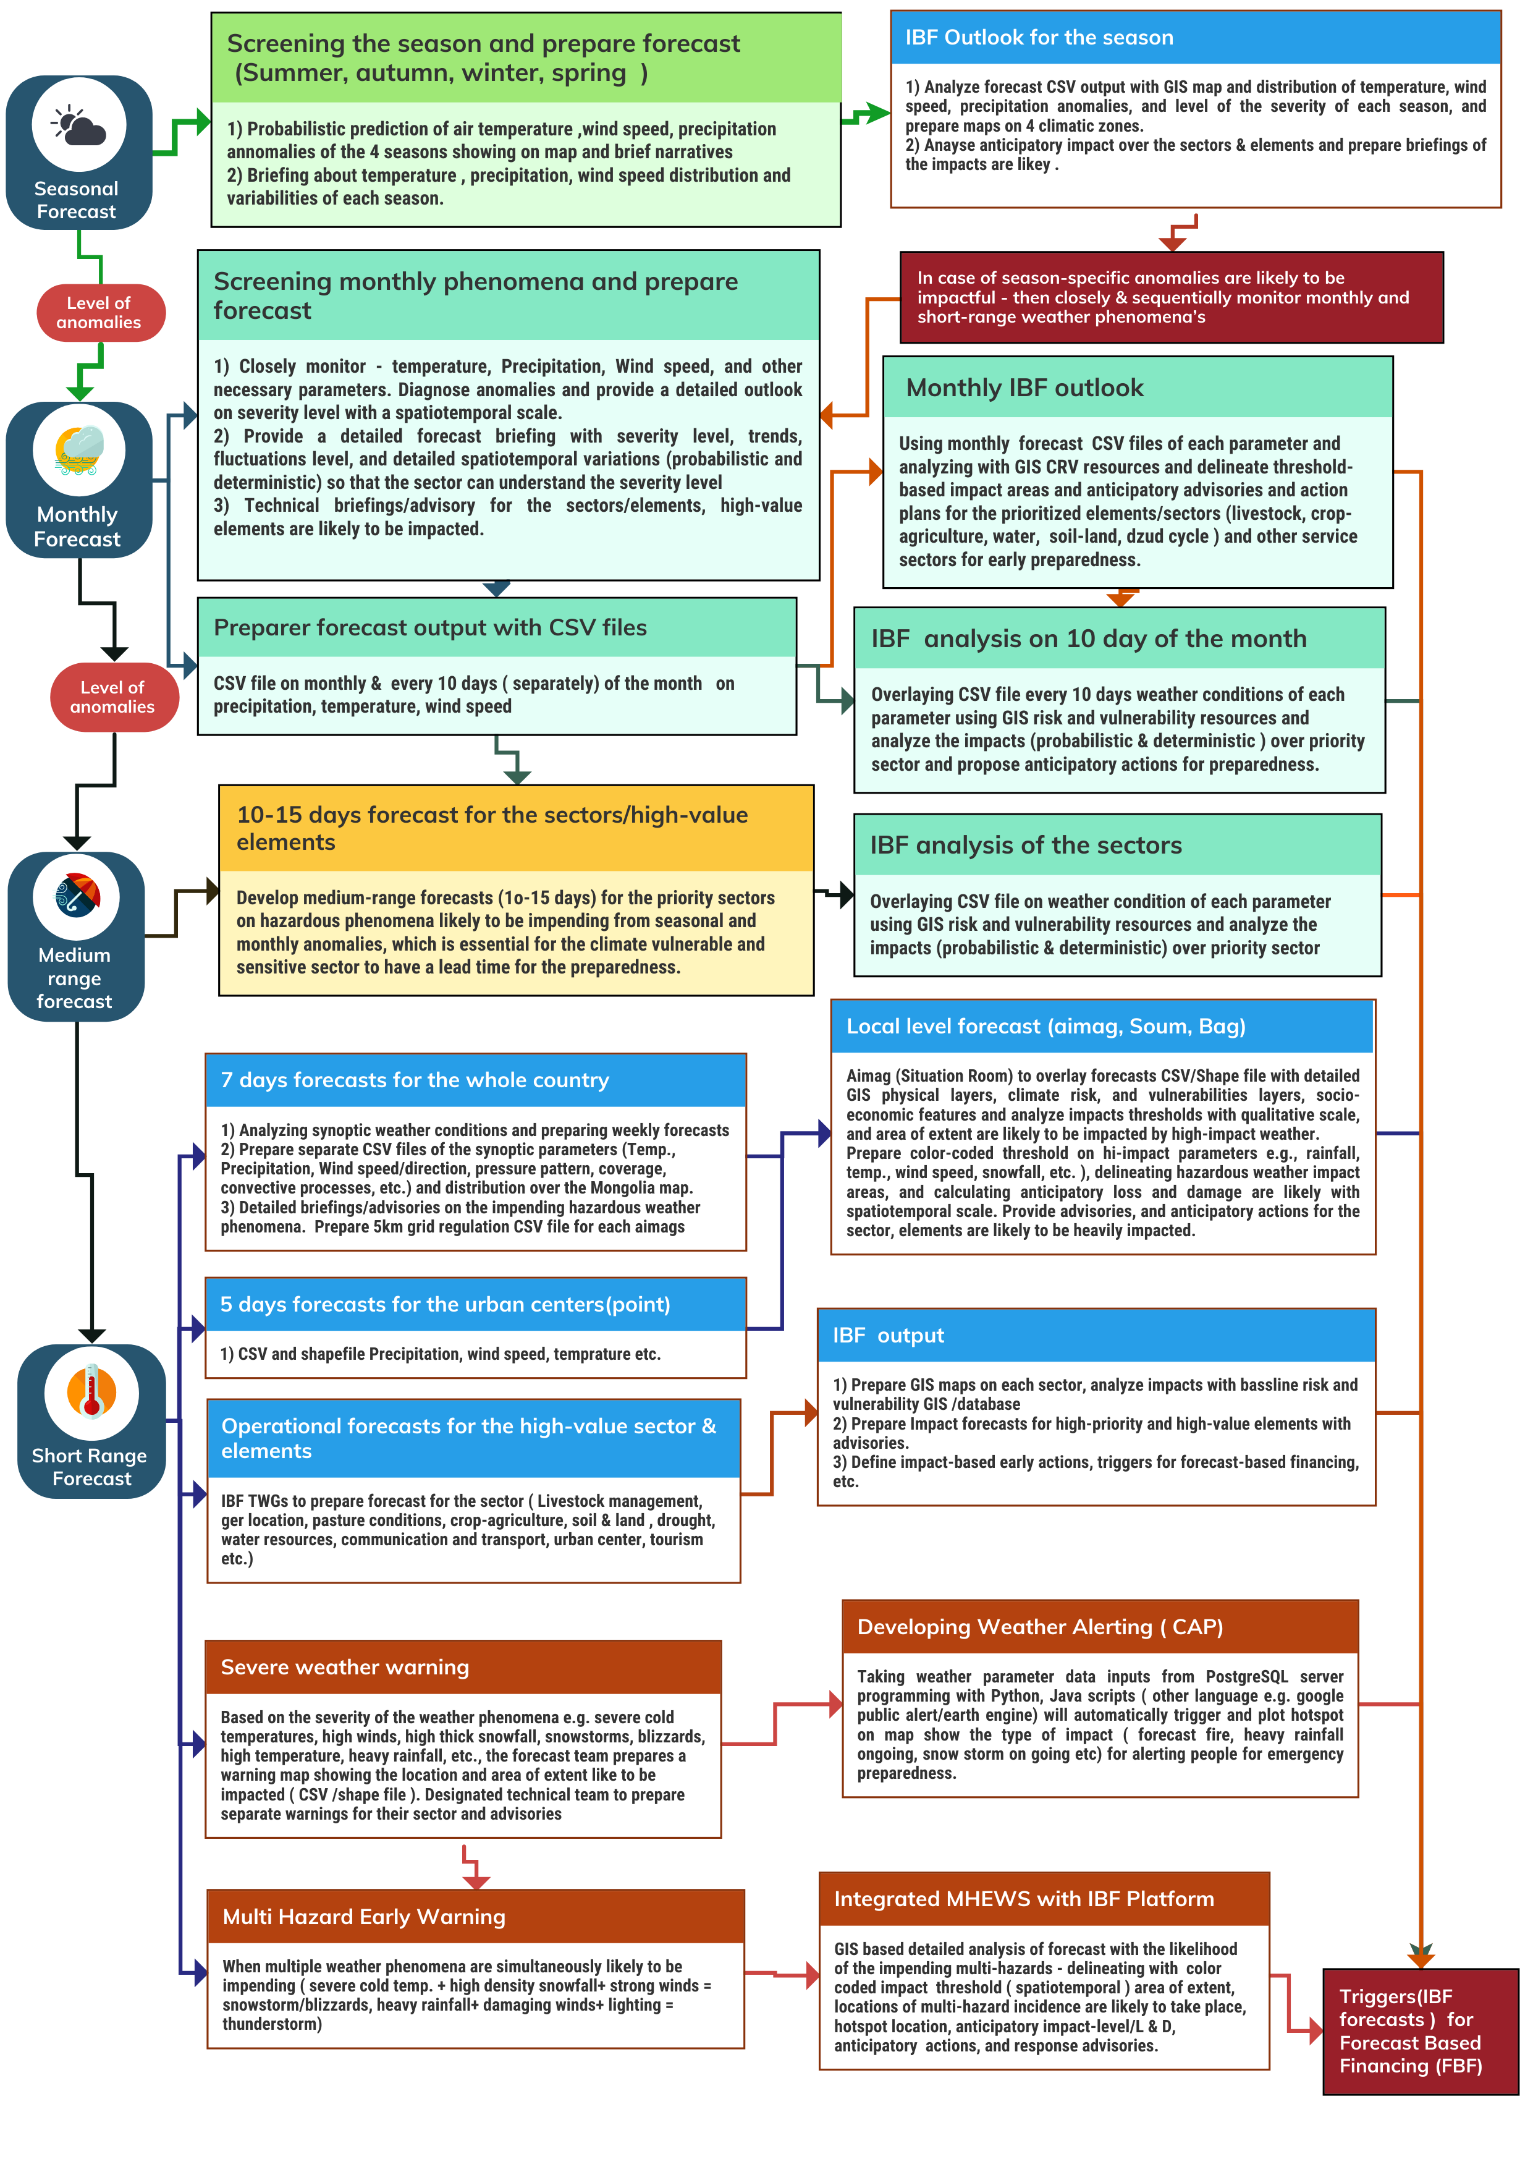 Screening the season and prepare forecast
(Summer, autumn, winter, spring  )
1) Probabilistic prediction of air temperature ,wind speed, precipitation
annomalies of the 4 seasons showing on map and brief narratives
2) Briefing about temperature , precipitation, wind speed distribution and
variabilities of each season.
IBF Outlook for the season
1) Analyze forecast CSV output with GIS map and distribution of temperature, wind
speed, precipitation anomalies, and level of the severity of each season, and
prepare maps on 4 climatic zones.
2) Anayse anticipatory impact over the sectors & elements and prepare briefings of
the impacts are likey .
Seasonal
Forecast
Level of
anomalies
In case of season-specific anomalies are likely to be
impactful - then closely & sequentially monitor monthly and
short-range weather phenomena's
Screening monthly phenomena and prepare
forecast
1) Closely monitor - temperature, Precipitation, Wind speed, and other
necessary parameters. Diagnose anomalies and provide a detailed outlook
on severity level with a spatiotemporal scale.
2) Provide a detailed forecast briefing with severity level, trends,
fluctuations level, and detailed spatiotemporal variations (probabilistic and
deterministic) so that the sector can understand the severity level
3) Technical briefings/advisory for the sectors/elements, high-value
elements are likely to be impacted.
Monthly IBF outlook
Using monthly  forecast  CSV files of each parameter and
analyzing with GIS CRV resources and delineate threshold-
based impact areas and anticipatory advisories and action
plans for the prioritized elements/sectors (livestock, crop-
agriculture, water,  soil-land, dzud cycle ) and other service
sectors for early preparedness.
Monthly
Forecast
Preparer forecast output with CSV files
CSV file on monthly &  every 10 days ( separately) of the month   on
precipitation, temperature, wind speed
IBF  analysis on 10 day of the month
Overlaying CSV file every 10 days weather conditions of each
parameter using GIS risk and vulnerability resources and
analyze the impacts (probabilistic & deterministic ) over priority
sector and propose anticipatory actions for preparedness.
Level of
anomalies
10-15 days forecast for the sectors/high-value
elements
Develop medium-range forecasts (1o-15 days) for the priority sectors
on hazardous phenomena likely to be impending from seasonal and
monthly anomalies, which is essential for the climate vulnerable and
sensitive sector to have a lead time for the preparedness.
IBF analysis of the sectors
Overlaying CSV file on weather condition of each parameter
using GIS risk and vulnerability resources and analyze the
impacts (probabilistic & deterministic) over priority sector
Medium
range
forecast
7 days forecasts for the whole country
1) Analyzing synoptic weather conditions and preparing weekly forecasts
2) Prepare separate CSV files of the synoptic parameters (Temp.,
Precipitation, Wind speed/direction, pressure pattern, coverage,
convective processes, etc.) and distribution over the Mongolia map.
3) Detailed briefings/advisories on the impending hazardous weather
phenomena.  Prepare 5km grid regulation CSV file for each aimags
Local level forecast (aimag, Soum, Bag)
Aimag (Situation Room) to overlay forecasts CSV/Shape file with detailed
GIS physical layers, climate risk, and vulnerabilities layers, socio-
economic features and analyze impacts thresholds with qualitative scale,
and area of extent are likely to be impacted by high-impact weather.
Prepare color-coded threshold on hi-impact parameters e.g., rainfall,
temp., wind speed, snowfall, etc. ), delineating hazardous weather impact
areas, and calculating anticipatory loss and damage are likely with
spatiotemporal scale. Provide advisories, and anticipatory actions for the
sector, elements are likely to be heavily impacted.
5 days forecasts for the urban centers(point)
1) CSV and shapefile Precipitation, wind speed, temprature etc.
Short Range
Forecast
Operational forecasts for the high-value sector &
elements
IBF TWGs to prepare forecast for the sector ( Livestock management,
ger location, pasture conditions, crop-agriculture, soil & land , drought,
water resources, communication and transport, urban center, tourism
etc.)
IBF  output
1) Prepare GIS maps on each sector, analyze impacts with bassline risk and
vulnerability GIS /database
2) Prepare Impact forecasts for high-priority and high-value elements with
advisories.
3) Define impact-based early actions, triggers for forecast-based financing,
etc.
Severe weather warning
Based on the severity of the weather phenomena e.g. severe cold
temperatures, high winds, high thick snowfall, snowstorms, blizzards,
high temperature, heavy rainfall, etc., the forecast team prepares a
warning map showing the location and area of extent like to be
impacted ( CSV /shape file ). Designated technical team to prepare
separate warnings for their sector and advisories
Developing Weather Alerting ( CAP)
Taking weather parameter data inputs from PostgreSQL server
programming with Python, Java scripts ( other language e.g. google
public alert/earth engine) will automatically trigger and plot hotspot
on map show the type of impact ( forecast fire, heavy rainfall
ongoing, snow storm on going etc) for alerting people for emergency
preparedness.
Multi Hazard Early Warning
When multiple weather phenomena are simultaneously likely to be
impending ( severe cold temp. + high density snowfall+ strong winds =
snowstorm/blizzards, heavy rainfall+ damaging winds+ lighting =
thunderstorm)
Integrated MHEWS with IBF Platform
GIS based detailed analysis of forecast with the likelihood
of the impending multi-hazards - delineating with  color
coded impact  threshold ( spatiotemporal ) area of extent,
locations of multi-hazard incidence are likely to take place,
hotspot location, anticipatory impact-level/L & D,
anticipatory  actions, and response advisories.
Triggers(IBF
forecasts )  for
Forecast Based
Financing (FBF)